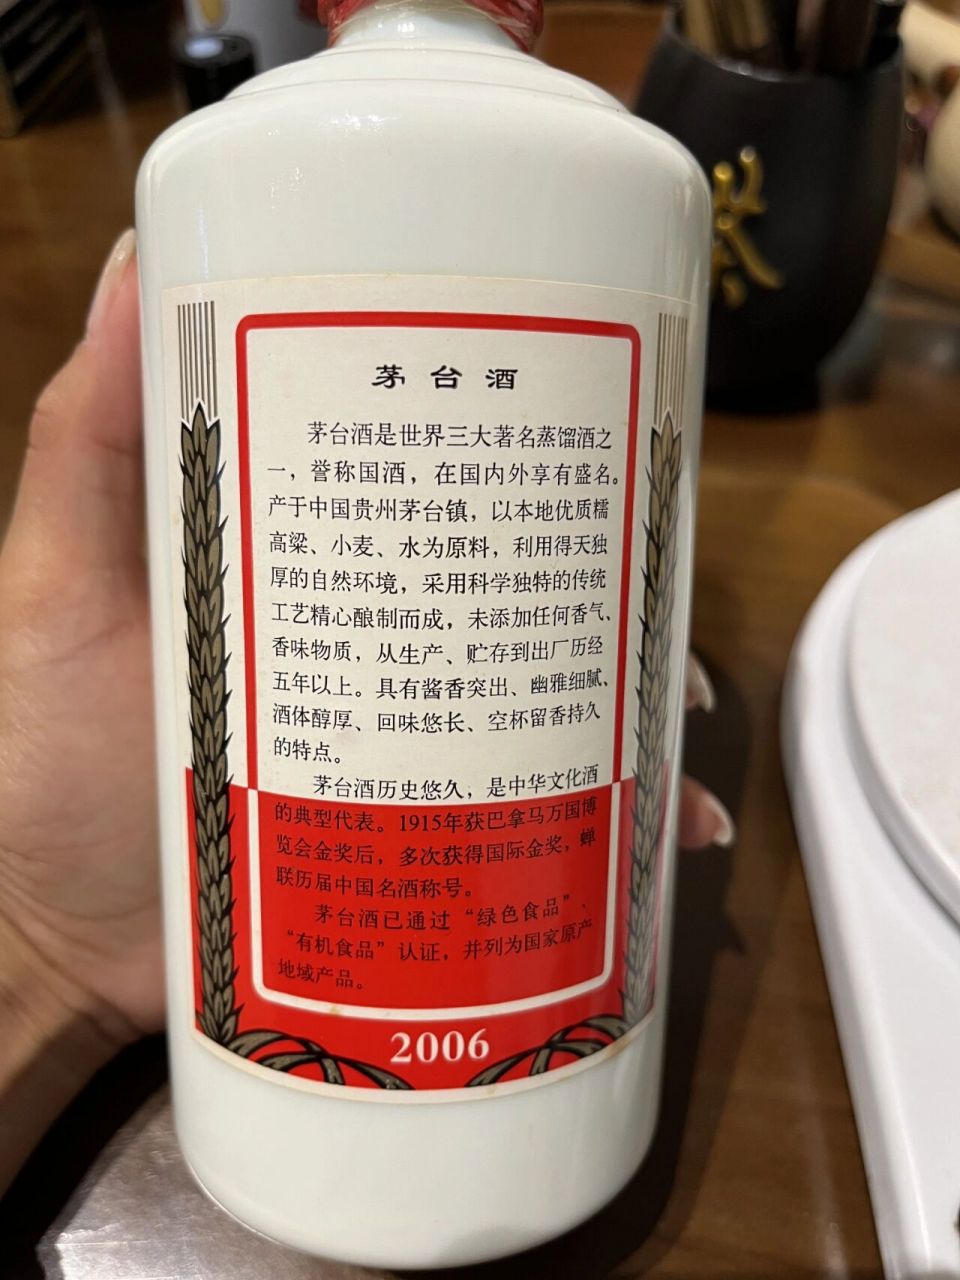 茅台酒
茅台酒是世界三大著名蒸馏酒之
一，誉称国酒，在国内外享有盛名。
产于中国贵州茅台镇，以本地优质糯
高粱、小麦、水为原料，利用得天独
厚的自然环境，采用科学独特的传统
工艺精心酿制而成，未添加任何香气、
香味物质，从生产、贮存到出厂历经
五年以上。具有酱香突出、幽雅细腻、
酒体醇厚、回味悠长、空杯留香持久
的特点。
茅台酒历史悠久，是中华文化酒
的典型代表。1915年获巴拿马万国博
览会金奖后，多次获得国际金奖，蝉
联历届中国名酒称号。
茅台酒已通过“绿色食品”、
“有机食品”认证，并列为国家原产
地域产品。
2006